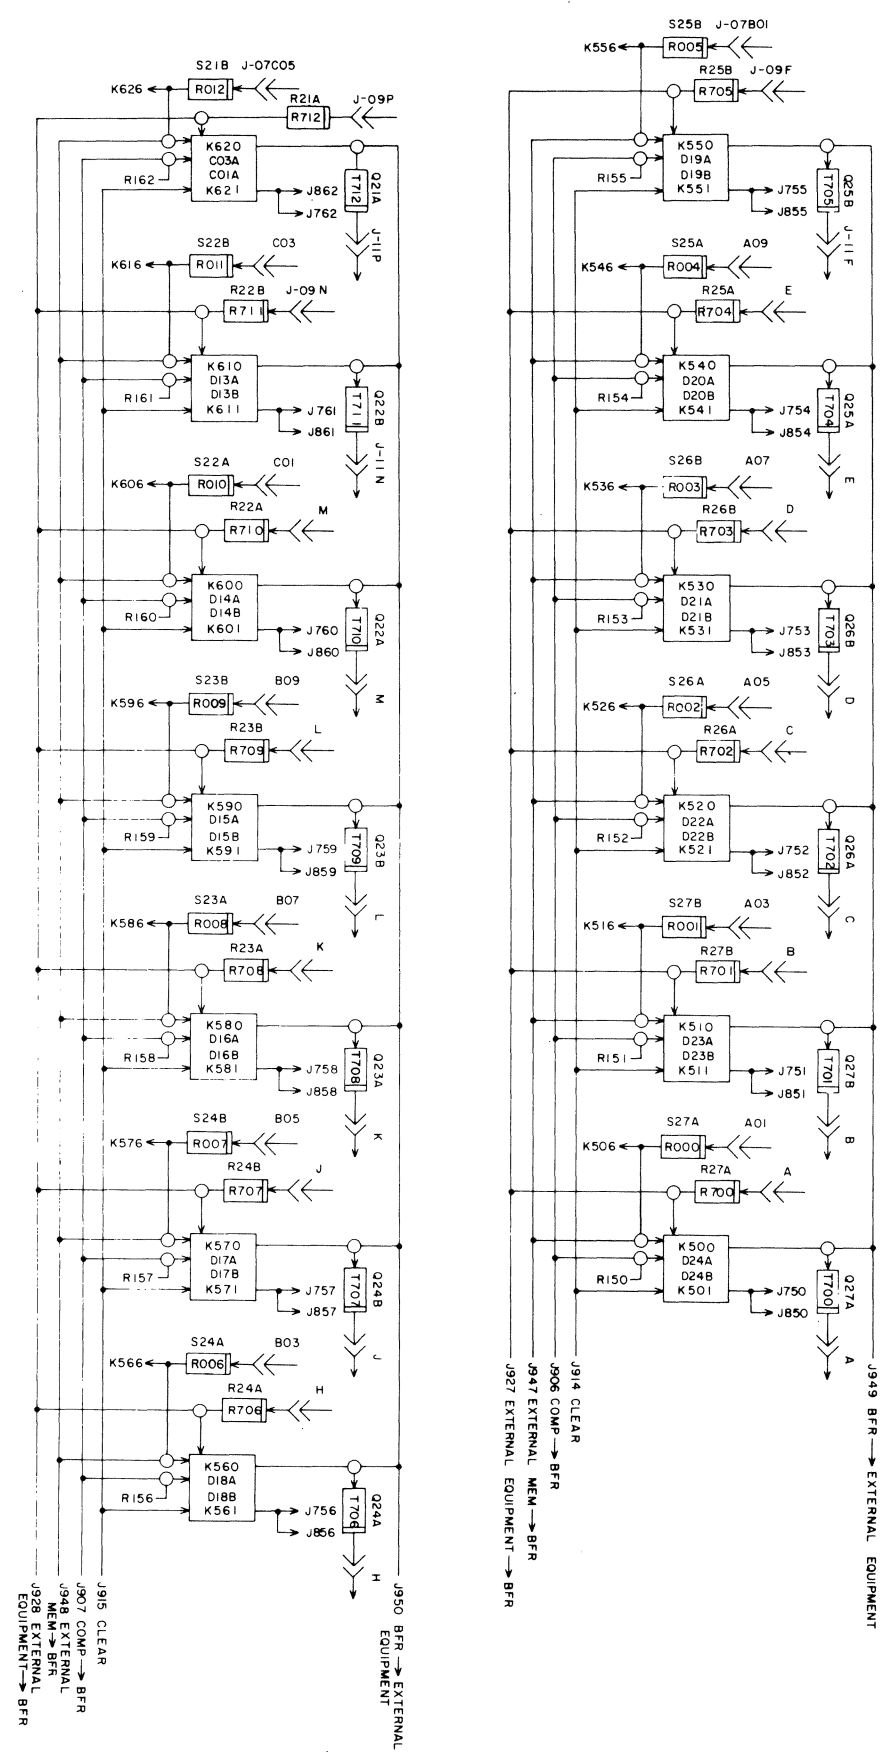 S21B J-07C05
K626
R012
R21A J-09P
R712
K620
C03A
C01A
K621
R162
J862
J762
T712
Q21A
J-11P
S22B C03
K616
R011
R22B J-09N
R711
K610
D13A
D13B
K611
R161
J761
J861
T711
Q22B
J-11N
S22A C01
K606
R010
R22A M
R710
K600
D14A
D14B
K601
R160
J760
J860
T710
Q22A
M
S23B B09
K596
R009
R23B L
R709
K590
D15A
D15B
K591
R159
J759
J859
T709
Q23B
L
S23A B07
K586
R008
R23A K
R708
K580
D16A
D16B
K581
R158
J758
J858
T708
Q23A
K
S24B B05
K576
R007
R24B J
R707
K570
D17A
D17B
K571
R157
J757
J857
T707
Q24B
J
S24A B03
K566
R006
R24A H
R706
K560
D18A
D18B
K561
R156
J756
J856
T706
Q24A
H
J950 BFR → EXTERNAL
EQUIPMENT
J915 CLEAR
J907 COMP → BFR
J948 EXTERNAL
MEM → BFR
J928 EXTERNAL
EQUIPMENT → BFR
S25B J-07B01
K556
R005
R25B J-09F
R705
K550
D19A
D19B
K551
R155
J755
J855
T705
Q25B
J-11F
S25A A09
K546
R004
R25A E
R704
K540
D20A
D20B
K541
R154
J754
J854
T704
Q25A
E
S26B A07
K536
R003
R26B D
R703
K530
D21A
D21B
K531
R153
J753
J853
T703
Q26B
D
S26A A05
K526
R002
R26A C
R702
K520
D22A
D22B
K521
R152
J752
J852
T702
Q26A
C
S27B A03
K516
R001
R27B B
R701
K510
D23A
D23B
K511
R151
J751
J851
T701
Q27B
B
S27A A01
K506
R000
R27A A
R700
K500
D24A
D24B
K501
R150
J750
J850
T700
Q27A
A
J949 BFR → EXTERNAL EQUIPMENT
J914 CLEAR
J906 COMP → BFR
J947 EXTERNAL MEM → BFR
J927 EXTERNAL EQUIPMENT → BFR